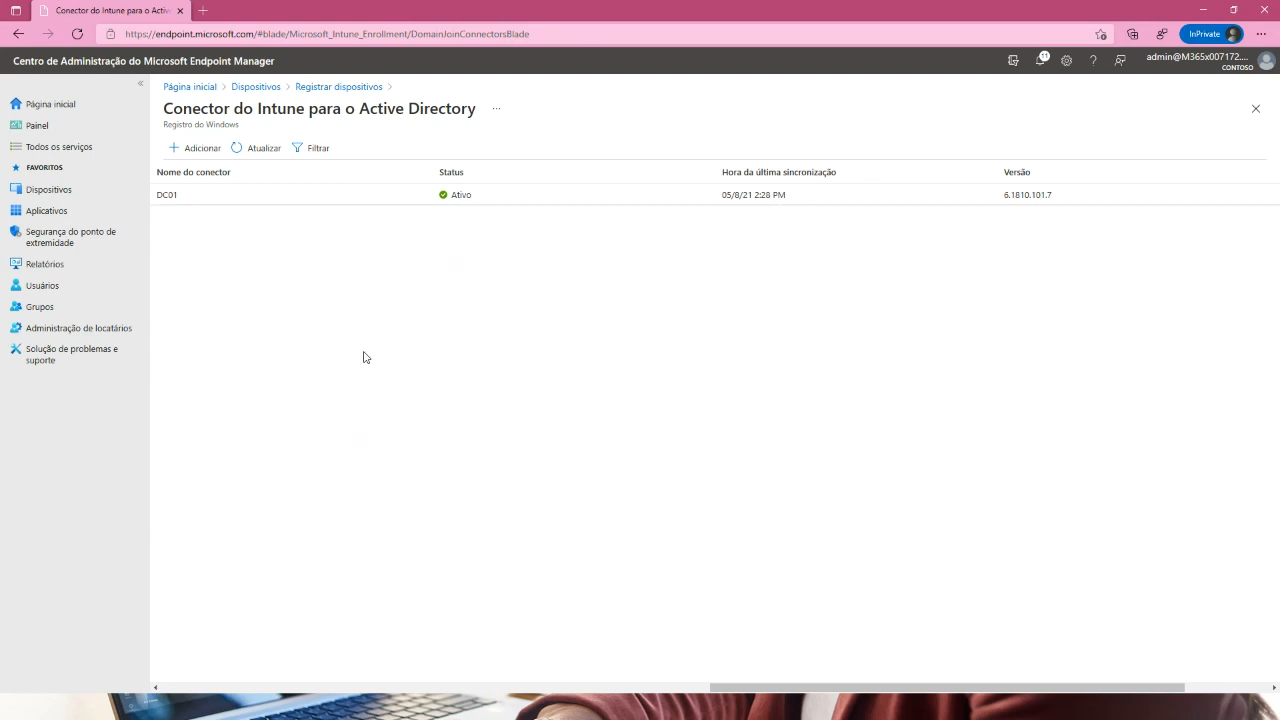 Conector do Intune para o Activ
https://endpoint.microsoft.com/#blade/Microsoft_Intune_Enrollment/DomainJoinConnectorsBlade
InPrivate
Centro de Administração do Microsoft Endpoint Manager
11
admin@M365x007172....
CONTOSO
Página inicial
Painel
Todos os serviços
FAVORITOS
Dispositivos
Aplicativos
Segurança do ponto de
extremidade
Relatórios
Usuários
Grupos
Administração de locatários
Solução de problemas e
suporte
Página inicial > Dispositivos > Registrar dispositivos >
Conector do Intune para o Active Directory ...
Registro do Windows
Adicionar Atualizar Filtrar
Nome do conector Status Hora da última sincronização Versão
DC01 Ativo 05/8/21 2:28 PM 6.1810.101.7